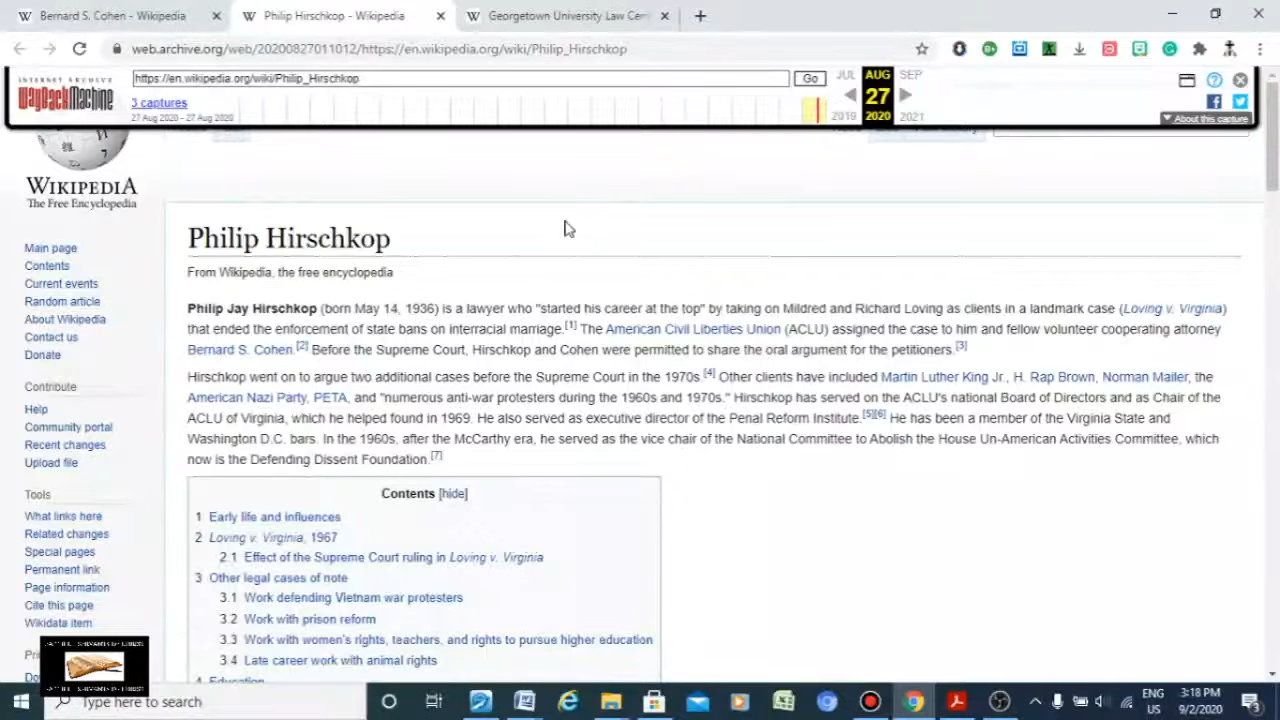 Bernard S. Cohen - Wikipedia
Philip Hirschkop - Wikipedia
Georgetown University Law Cen
web.archive.org/web/20200827011012/https://en.wikipedia.org/wiki/Philip_Hirschkop
INTERNET ARCHIVE
WayBackMachine
https://en.wikipedia.org/wiki/Philip_Hirschkop
Go
JUL AUG SEP
3 captures
27
27 Aug 2020 - 27 Aug 2020
2019 2020 2021
About this capture
WIKIPEDIA
The Free Encyclopedia
Main page
Contents
Current events
Random article
About Wikipedia
Contact us
Donate
Contribute
Help
Community portal
Recent changes
Upload file
Tools
What links here
Related changes
Special pages
Permanent link
Page information
Cite this page
Wikidata item
Philip Hirschkop
From Wikipedia, the free encyclopedia
Philip Jay Hirschkop (born May 14, 1936) is a lawyer who "started his career at the top" by taking on Mildred and Richard Loving as clients in a landmark case (Loving v. Virginia)
that ended the enforcement of state bans on interracial marriage.[1] The American Civil Liberties Union (ACLU) assigned the case to him and fellow volunteer cooperating attorney
Bernard S. Cohen.[2] Before the Supreme Court, Hirschkop and Cohen were permitted to share the oral argument for the petitioners.[3]
Hirschkop went on to argue two additional cases before the Supreme Court in the 1970s.[4] Other clients have included Martin Luther King Jr., H. Rap Brown, Norman Mailer, the
American Nazi Party, PETA, and "numerous anti-war protesters during the 1960s and 1970s." Hirschkop has served on the ACLU's national Board of Directors and as Chair of the
ACLU of Virginia, which he helped found in 1969. He also served as executive director of the Penal Reform Institute.[5][6] He has been a member of the Virginia State and
Washington D.C. bars. In the 1960s, after the McCarthy era, he served as the vice chair of the National Committee to Abolish the House Un-American Activities Committee, which
now is the Defending Dissent Foundation.[7]
Contents [hide]
1 Early life and influences
2 Loving v. Virginia, 1967
2.1 Effect of the Supreme Court ruling in Loving v. Virginia
3 Other legal cases of note
3.1 Work defending Vietnam war protesters
3.2 Work with prison reform
3.3 Work with women's rights, teachers, and rights to pursue higher education
3.4 Late career work with animal rights
4 Education
Type here to search
ENG
US
3:18 PM
9/2/2020
3